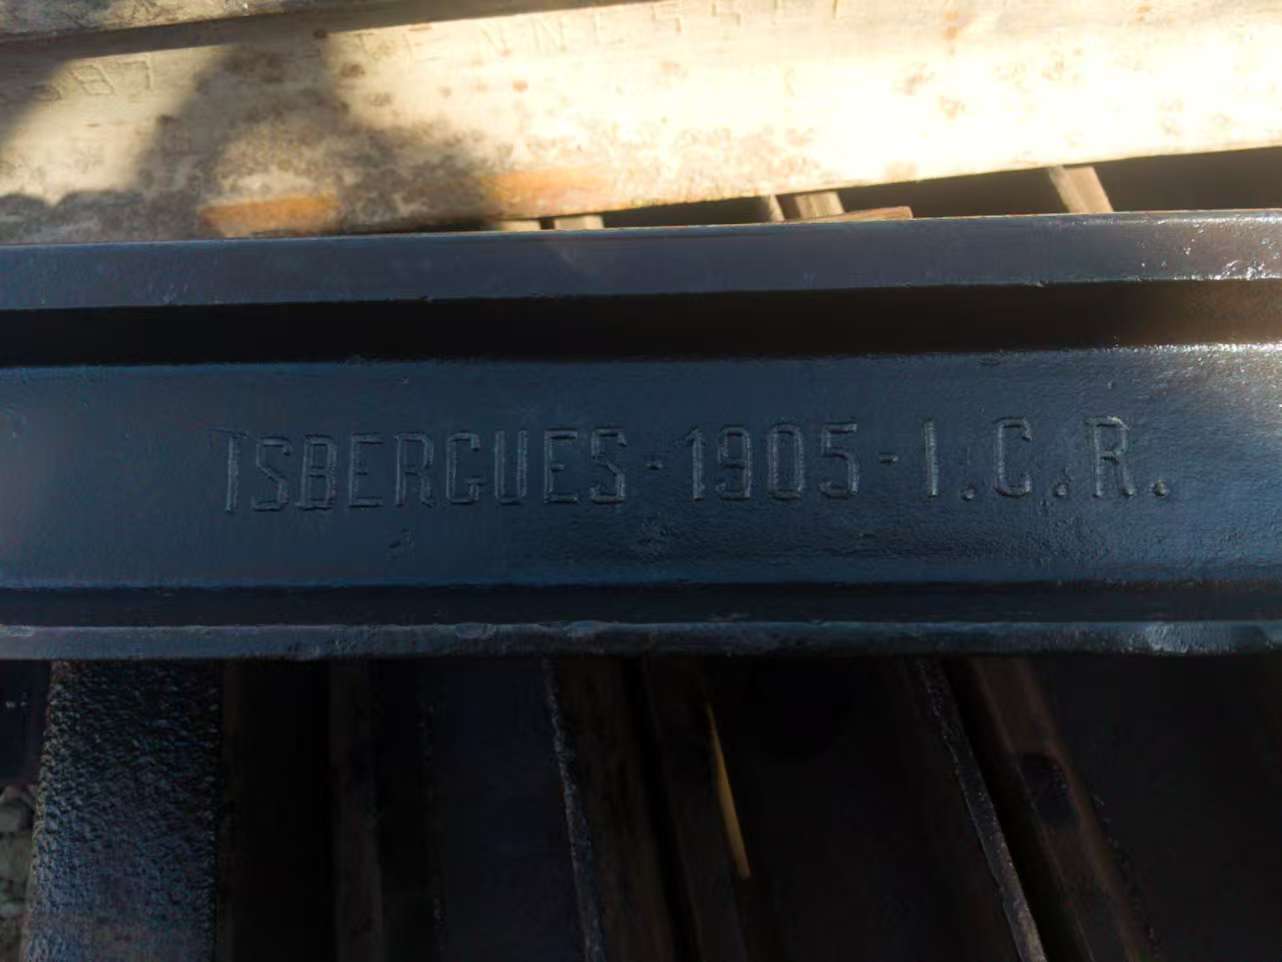 ISBERGUES - 1905 - I.C.R.